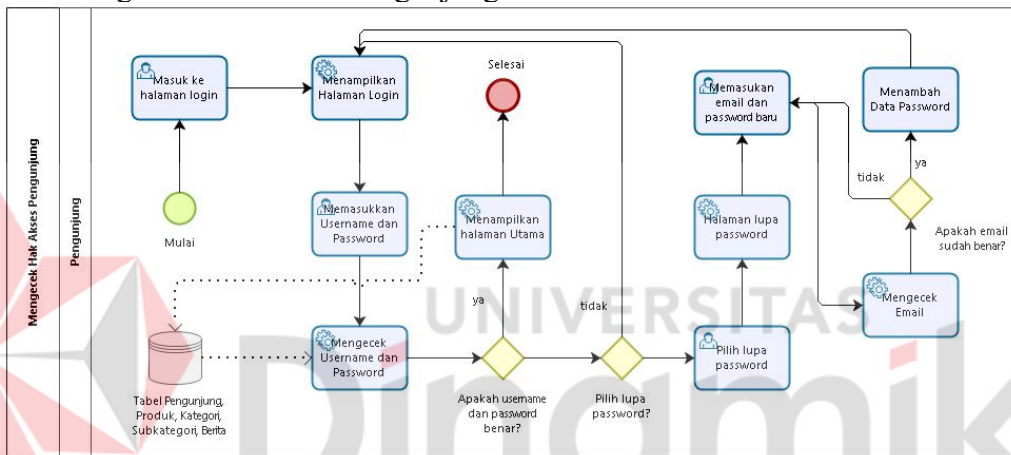 Mengecek Hak Akses Pengunjung
Pengunjung
Masuk ke
halaman login
Menampilkan
Halaman Login
Selesai
Memasukan
email dan
password baru
Menambah
Data Password
Mulai
Memasukkan
Username dan
Password
Menampilkan
halaman Utama
Halaman lupa
password
tidak
ya
Apakah email
sudah benar?
Mengecek
Email
ya
tidak
UNIVERSITAS
Dinamik
Mengecek
Username dan
Password
Pilih lupa
password
Tabel Pengunjung,
Produk, Kategori,
Subkategori, Berita
Apakah username
dan password
benar?
Pilih lupa
password?